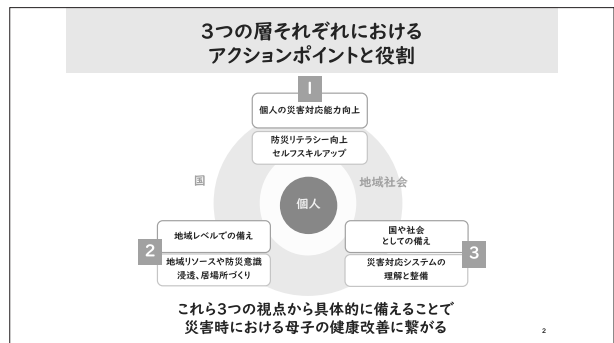 3つの層それぞれにおける
アクションポイントと役割
1
個人の災害対応能力向上
防災リテラシー向上
セルフスキルアップ
国
地域社会
個人
2
地域レベルでの備え
地域リソースや防災意識
浸透、居場所づくり
国や社会
としての備え
3
災害対応システムの
理解と整備
これら3つの視点から具体的に備えることで
災害時における母子の健康改善に繋がる
2